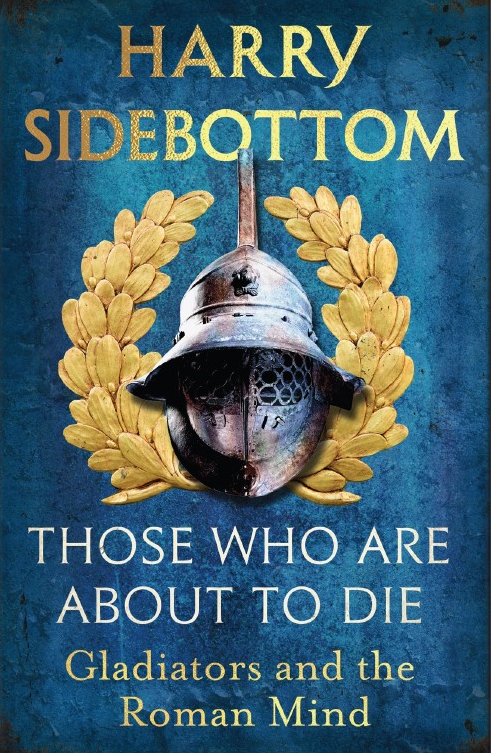 HARRY
SIDEBOTTOM
THOSE WHO ARE
ABOUT TO DIE
Gladiators and the
Roman Mind